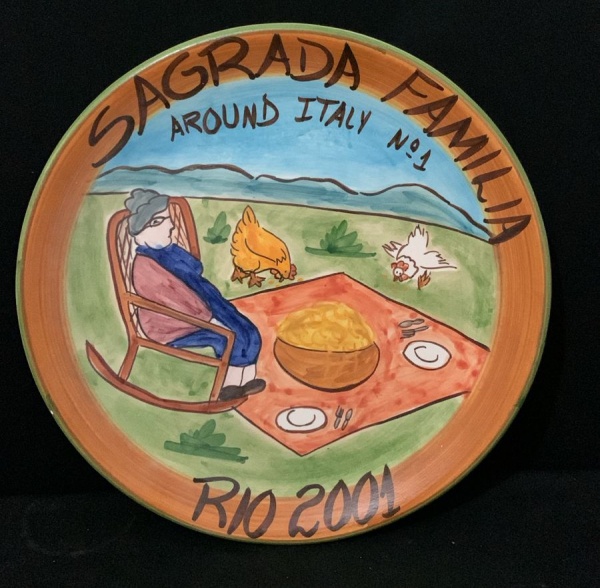 SAGRADA FAMILIA
AROUND ITALY Nº1
RIO 2001